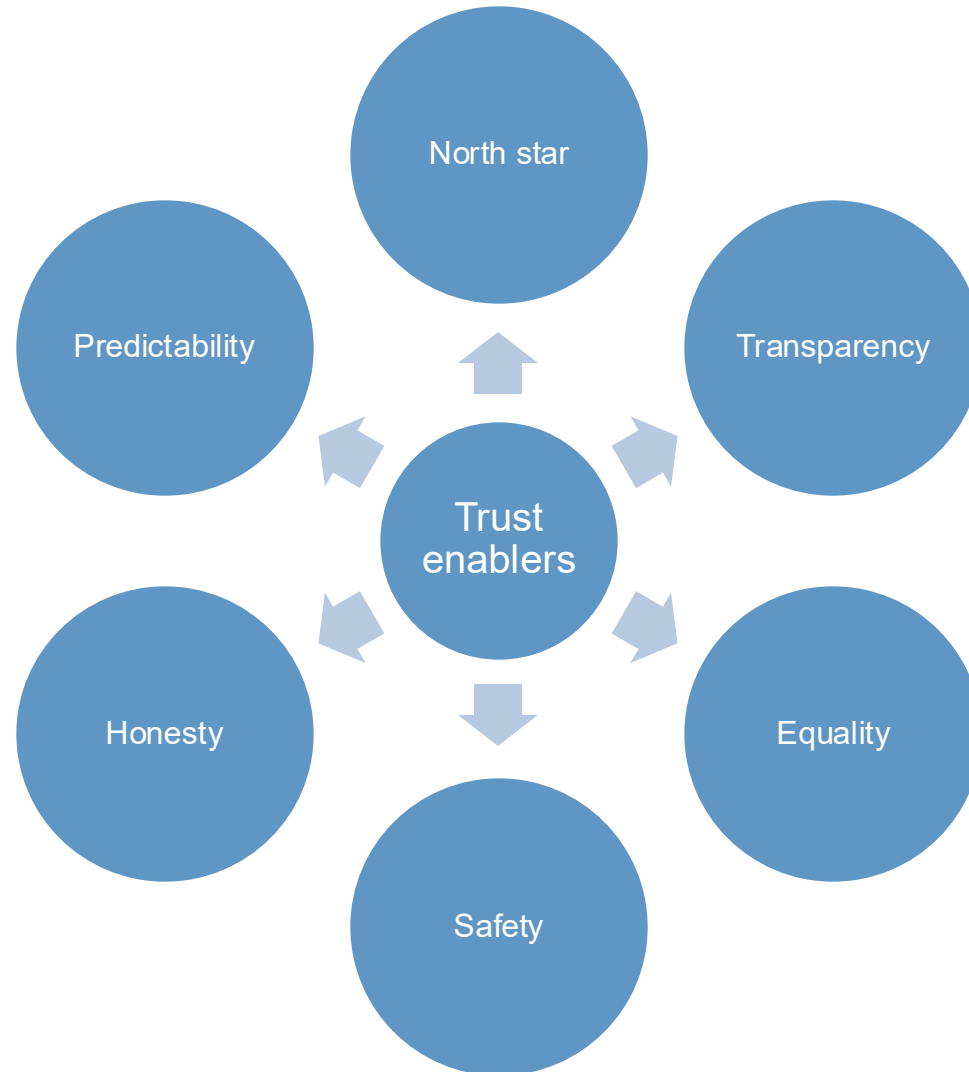 North star
Predictability
Transparency
Trust
enablers
Honesty
Equality
Safety